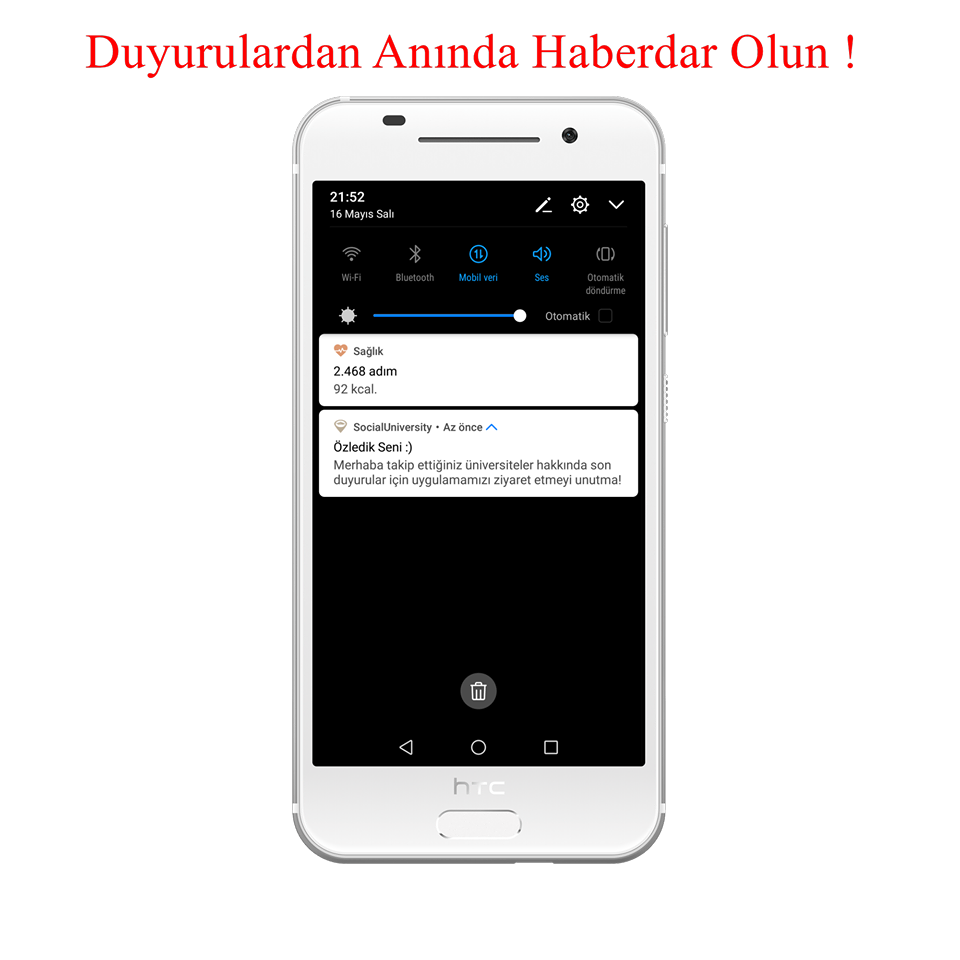 Duyurulardan Anında Haberdar Olun !
21:52
16 Mayıs Salı
Wi-Fi
Bluetooth
Mobil veri
Ses
Otomatik
döndürme
Otomatik
Sağlık
2.468 adım
92 kcal.
SocialUniversity • Az önce
Özledik Seni :)
Merhaba takip ettiğiniz üniversiteler hakkında son
duyurular için uygulamamızı ziyaret etmeyi unutma!
hTC